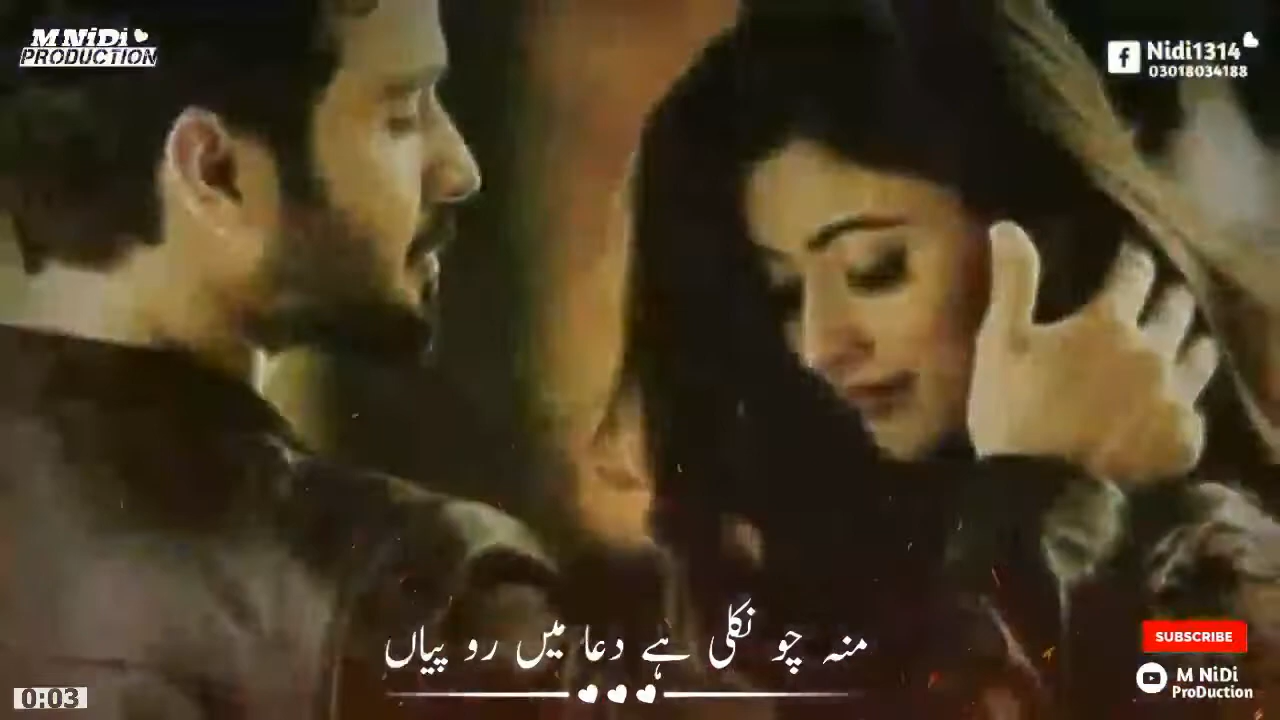 M NiDi
PRODUCTION
Nidi1314
03018034188
منہ چو نکلی ہے دعا میں رو پیاں
SUBSCRIBE
M NiDi
ProDuction
0:03